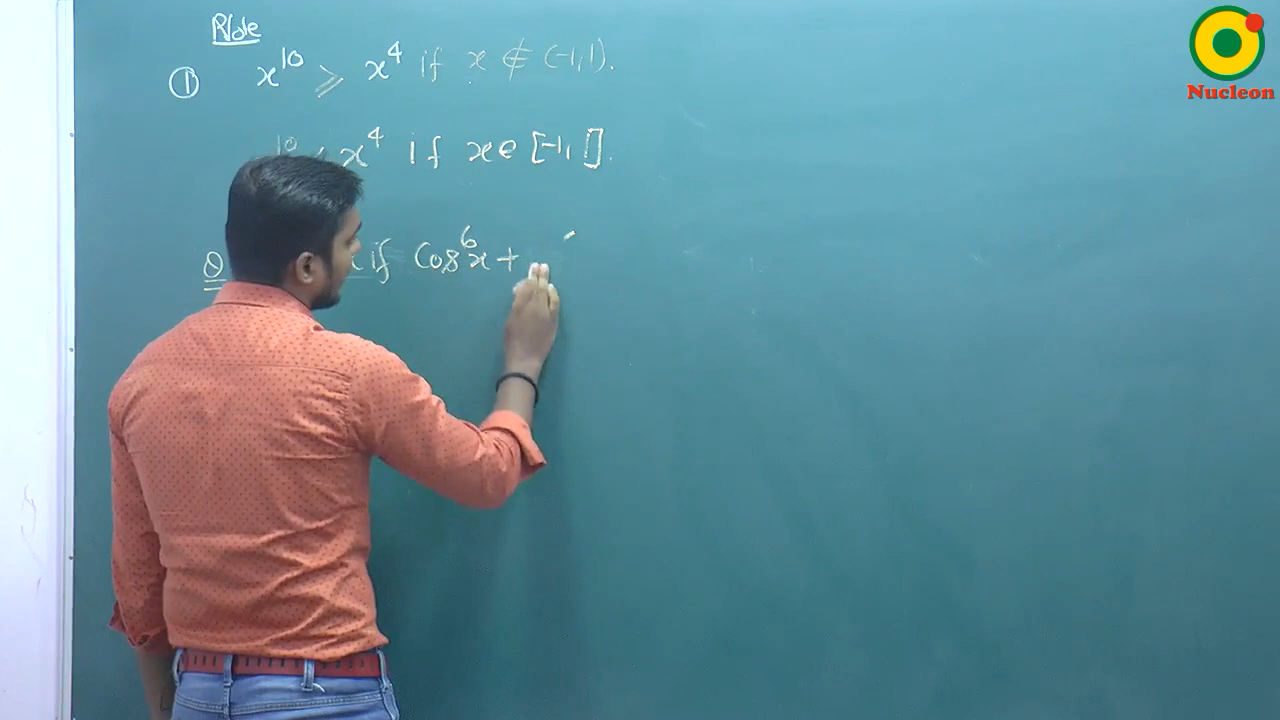 Note
① x¹⁰ ⩾ x⁴ if x ∉ (-1, 1).
x⁴ if x ∈ [-1, 1].
Q if Cos⁶x +
Nucleon